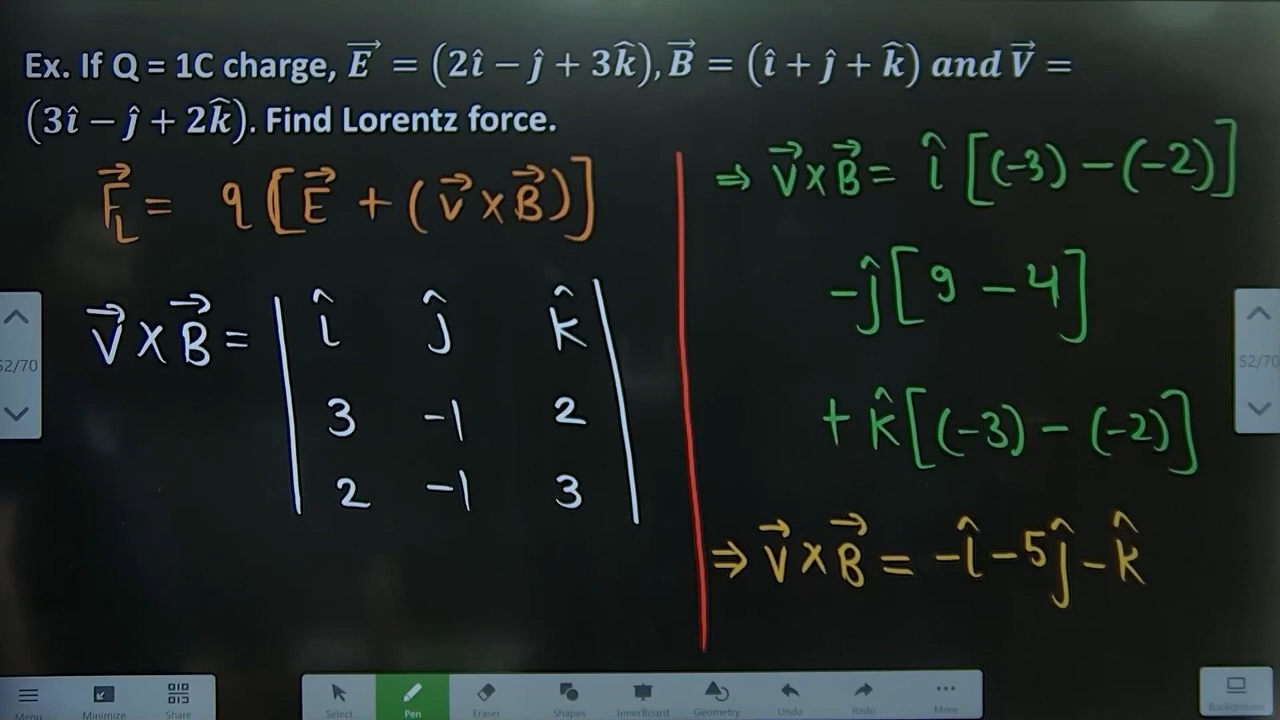 Ex. If Q = 1C charge, E⃗ = (2î − ĵ + 3k̂), B⃗ = (î + ĵ + k̂) and V⃗ =
(3î − ĵ + 2k̂). Find Lorentz force.
F⃗L = q [E⃗ + (V⃗ × B⃗)]
V⃗ × B⃗ = | î ĵ k̂ |
3 -1 2
2 -1 3
⇒ V⃗ × B⃗ = î [(-3) − (-2)]
-ĵ [9 − 4]
+ k̂ [(-3) − (-2)]
⇒ V⃗ × B⃗ = -î - 5ĵ - k̂
52/70
52/70
Menu Minimize Share Select Pen Eraser Shapes InnerBoard Geometry Undo Redo More Background